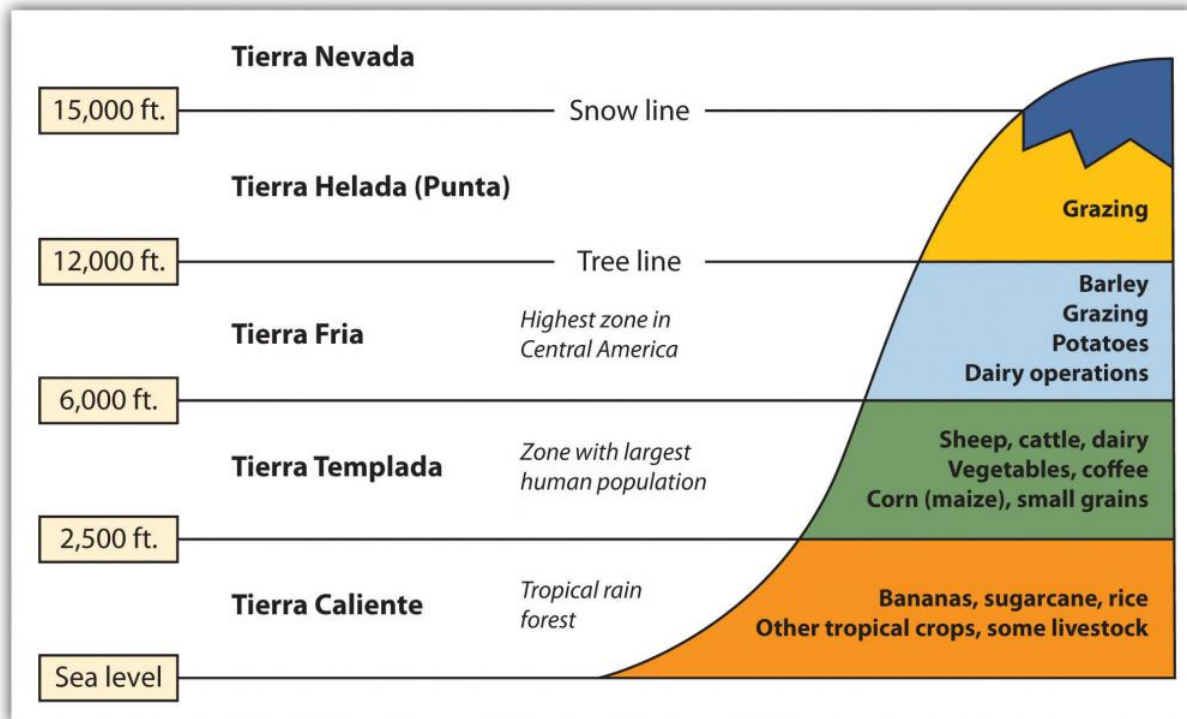 Tierra Nevada
15,000 ft.
Snow line
Tierra Helada (Punta)
Grazing
12,000 ft.
Tree line
Tierra Fria
Highest zone in
Central America
Barley
Grazing
Potatoes
Dairy operations
6,000 ft.
Tierra Templada
Zone with largest
human population
Sheep, cattle, dairy
Vegetables, coffee
Corn (maize), small grains
2,500 ft.
Tierra Caliente
Tropical rain
forest
Bananas, sugarcane, rice
Other tropical crops, some livestock
Sea level